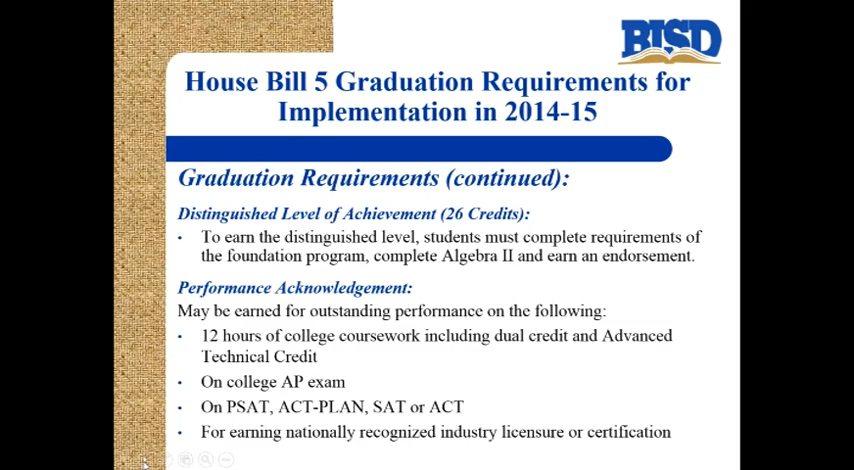 BISD
House Bill 5 Graduation Requirements for
Implementation in 2014-15
Graduation Requirements (continued):
Distinguished Level of Achievement (26 Credits):
• To earn the distinguished level, students must complete requirements of
the foundation program, complete Algebra II and earn an endorsement.
Performance Acknowledgement:
May be earned for outstanding performance on the following:
• 12 hours of college coursework including dual credit and Advanced
Technical Credit
• On college AP exam
• On PSAT, ACT-PLAN, SAT or ACT
• For earning nationally recognized industry licensure or certification